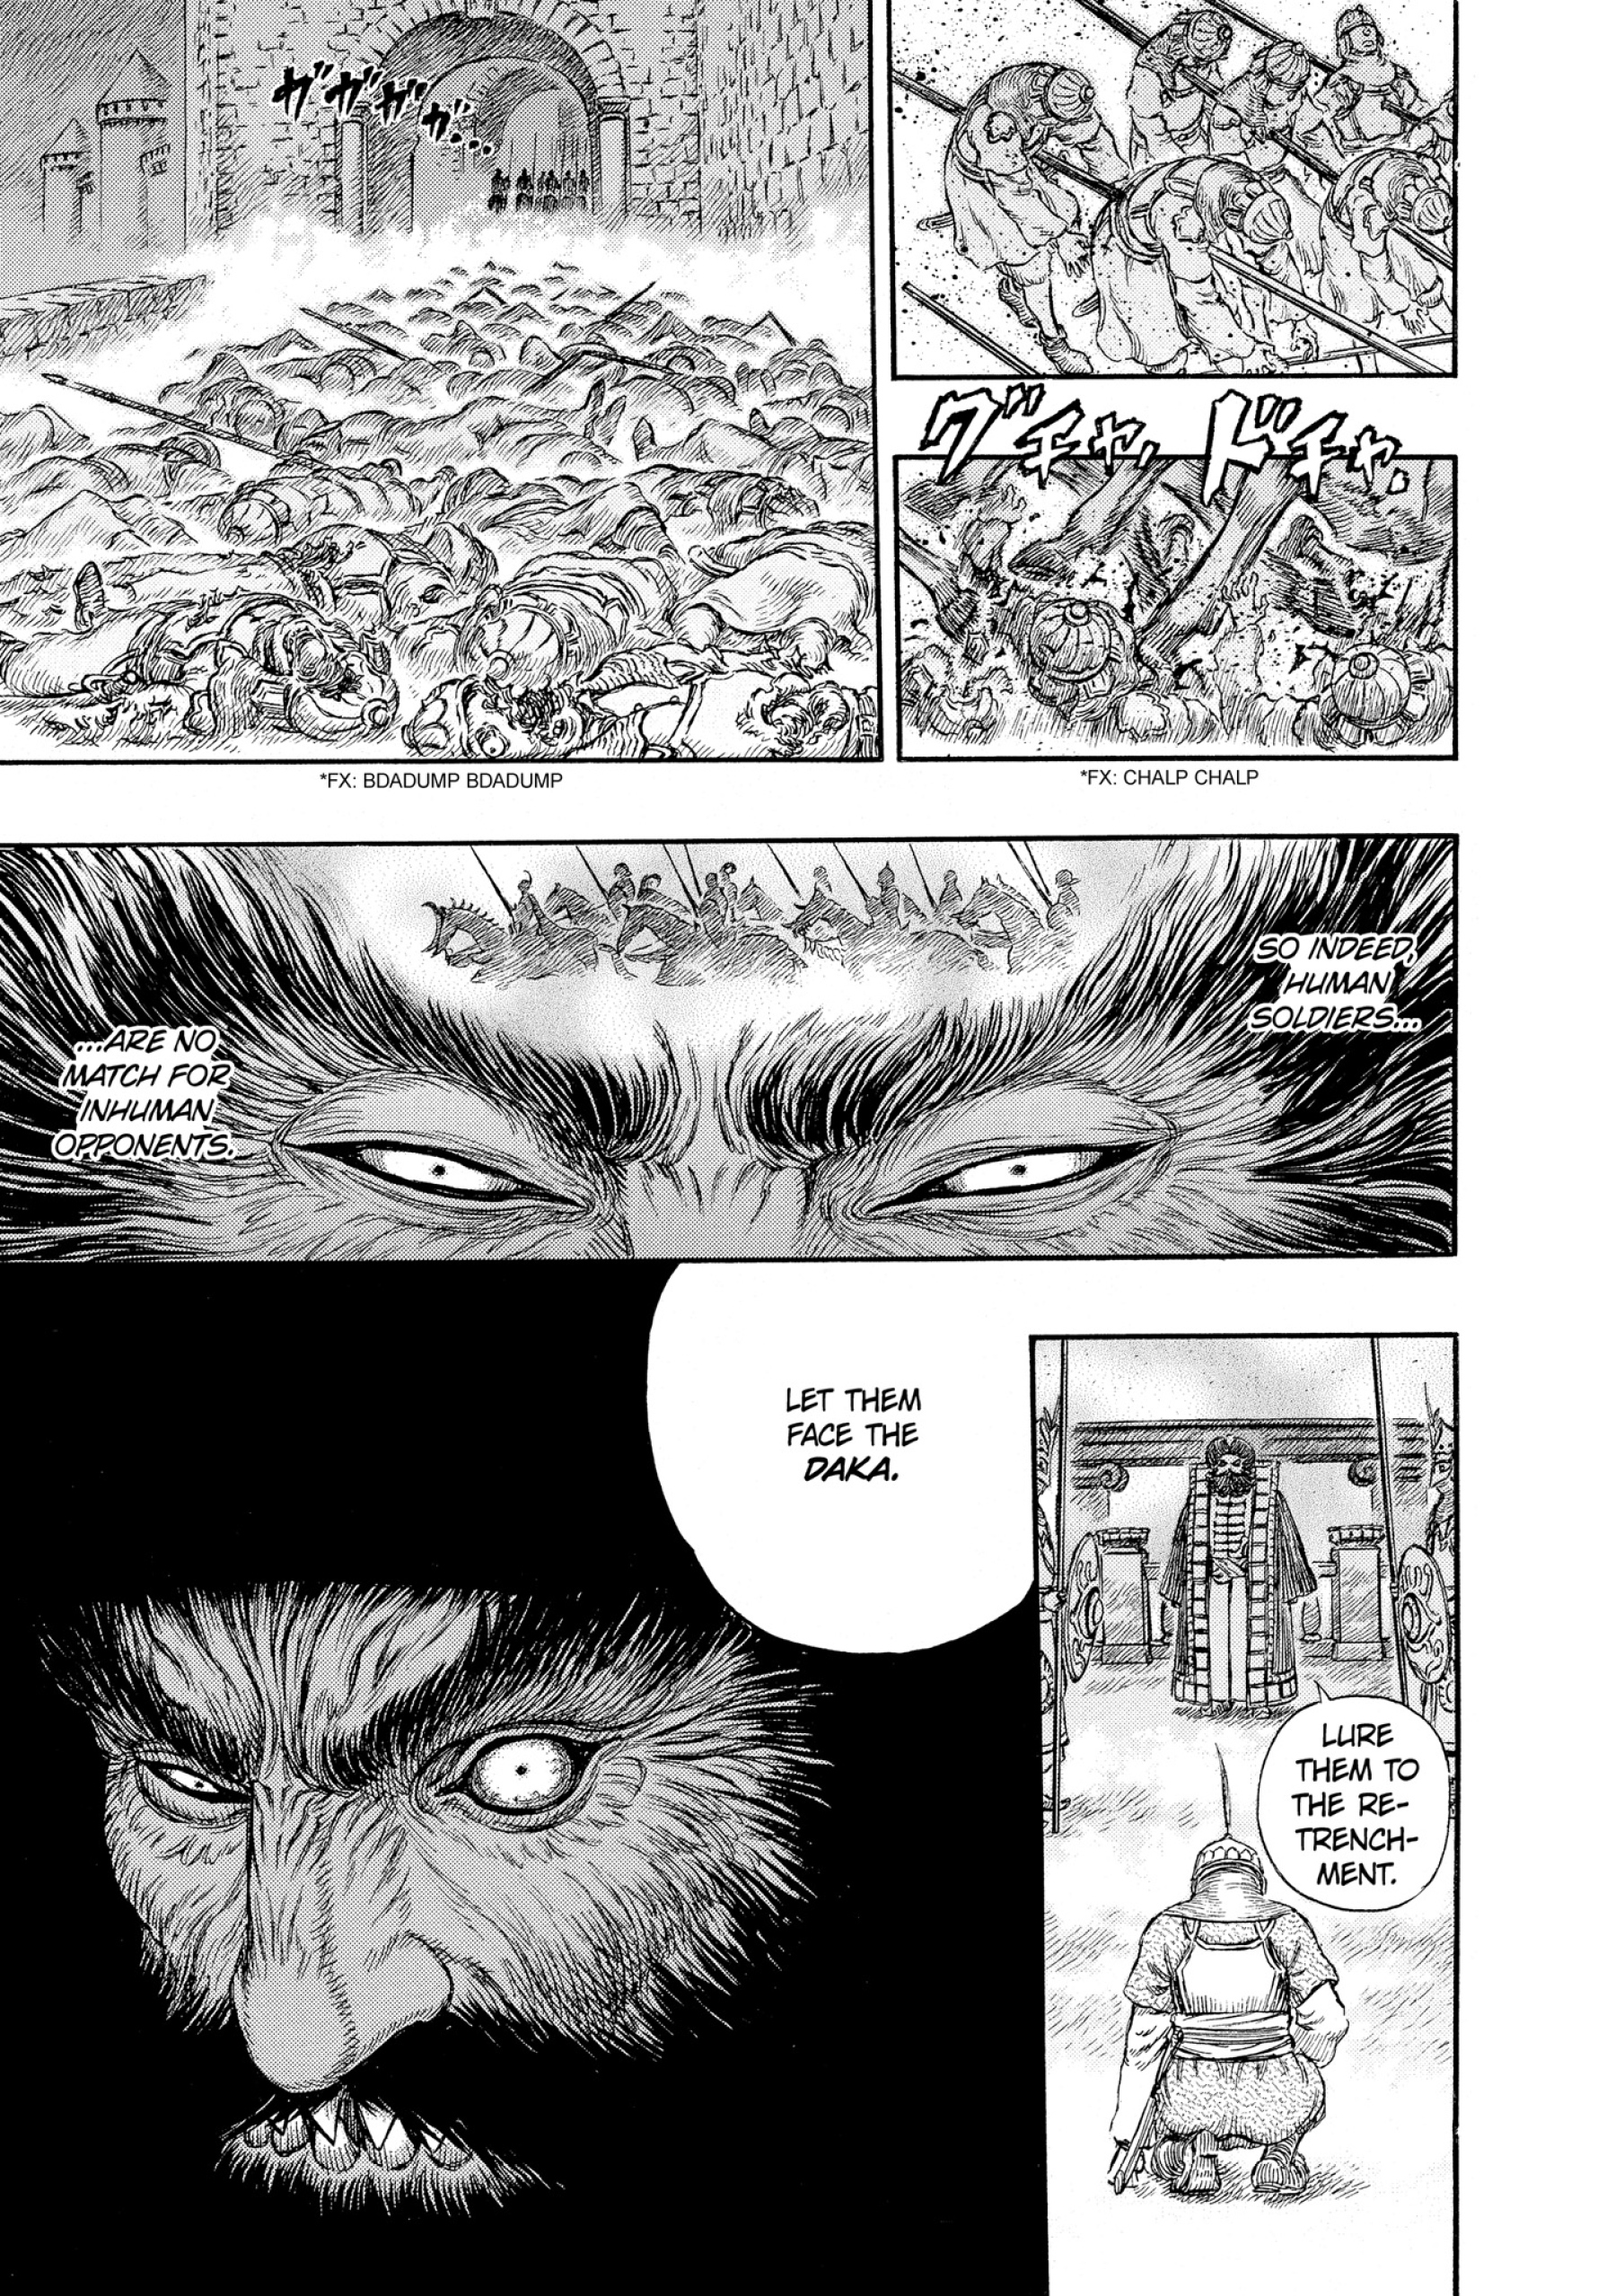 グチャ、ドチャ、
*FX: CHALP CHALP
ガガガガ…
*FX: BDADUMP BDADUMP
SO INDEED,
HUMAN
SOLDIERS...
...ARE NO
MATCH FOR
INHUMAN
OPPONENTS.
LURE
THEM TO
THE RE-
TRENCH-
MENT.
LET THEM
FACE THE
DAKA.